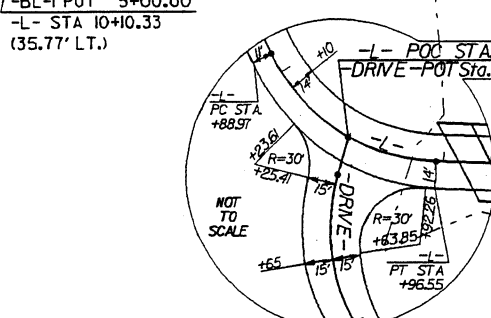 -BL-1 POT 5+00.00
-L- STA 10+10.33
(35.77' LT.)
11'
+10
14'
-L- POC STA.
-DRIVE-POT Sta.
-L-
PC STA.
+88.97
-L-
+23.61
R=30'
+25.41
15'
14'
NOT
TO
SCALE
-DRIVE-
R=30'
+63.85
+92.26
+65
15'
15'
-L-
PT STA
+96.55